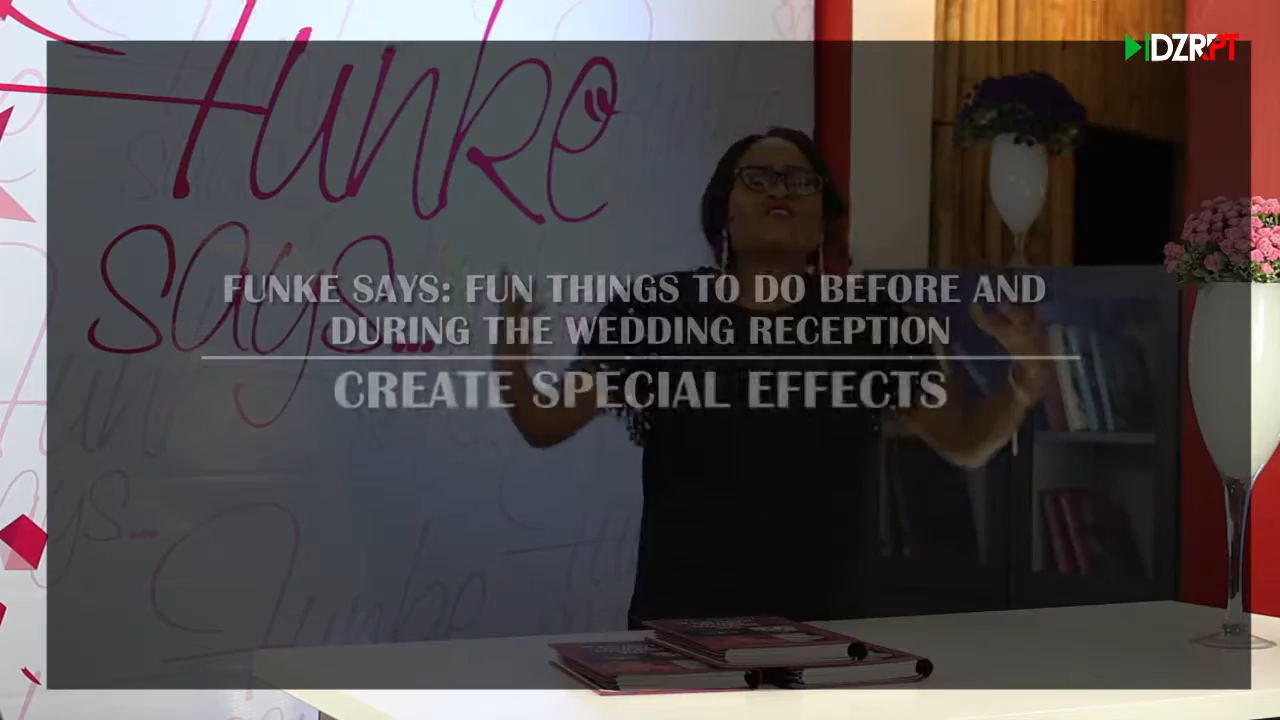 Funke
says...
DZRPT
FUNKE SAYS: FUN THINGS TO DO BEFORE AND
DURING THE WEDDING RECEPTION
CREATE SPECIAL EFFECTS